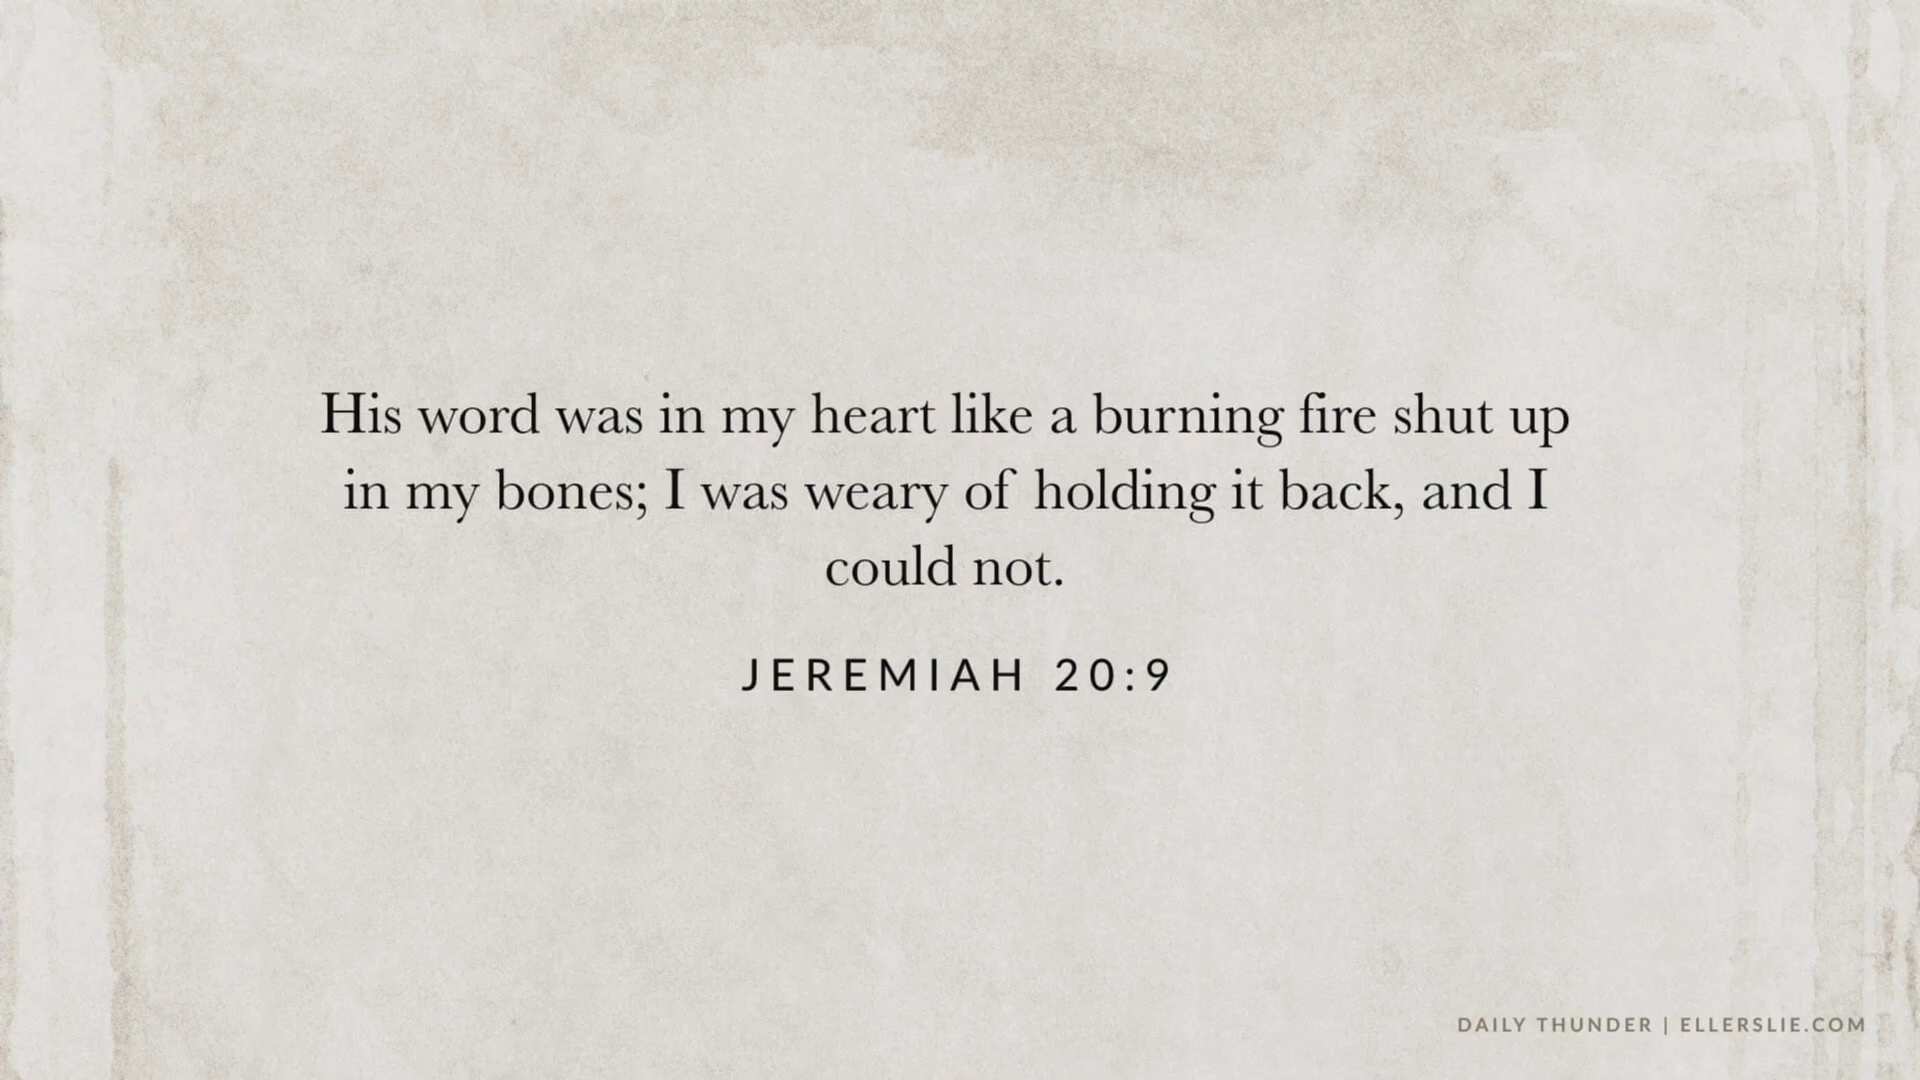 His word was in my heart like a burning fire shut up
in my bones; I was weary of holding it back, and I
could not.
JEREMIAH 20:9
DAILY THUNDER | ELLERSLIE.COM